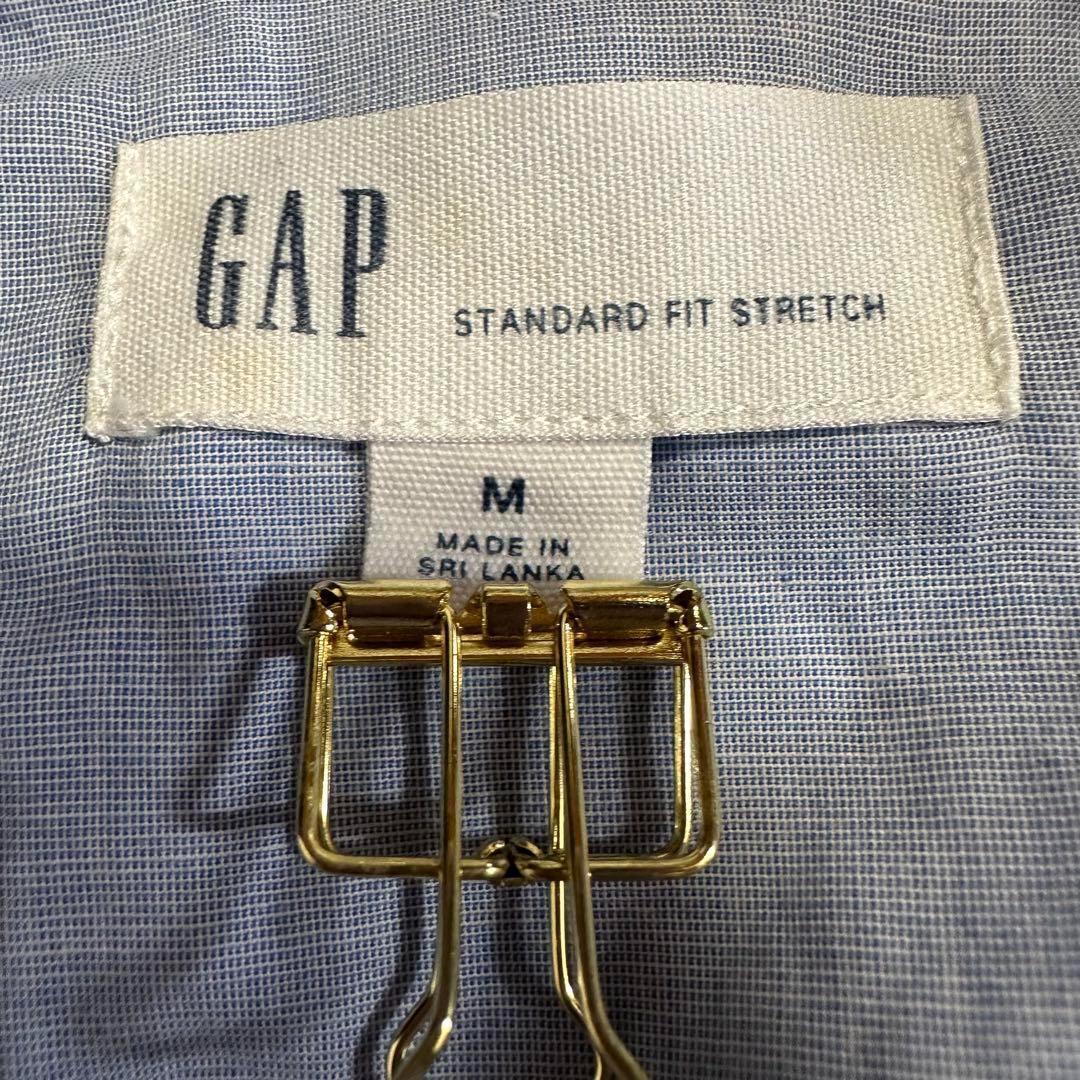 GAP STANDARD FIT STRETCH
M
MADE IN
SRI LANKA